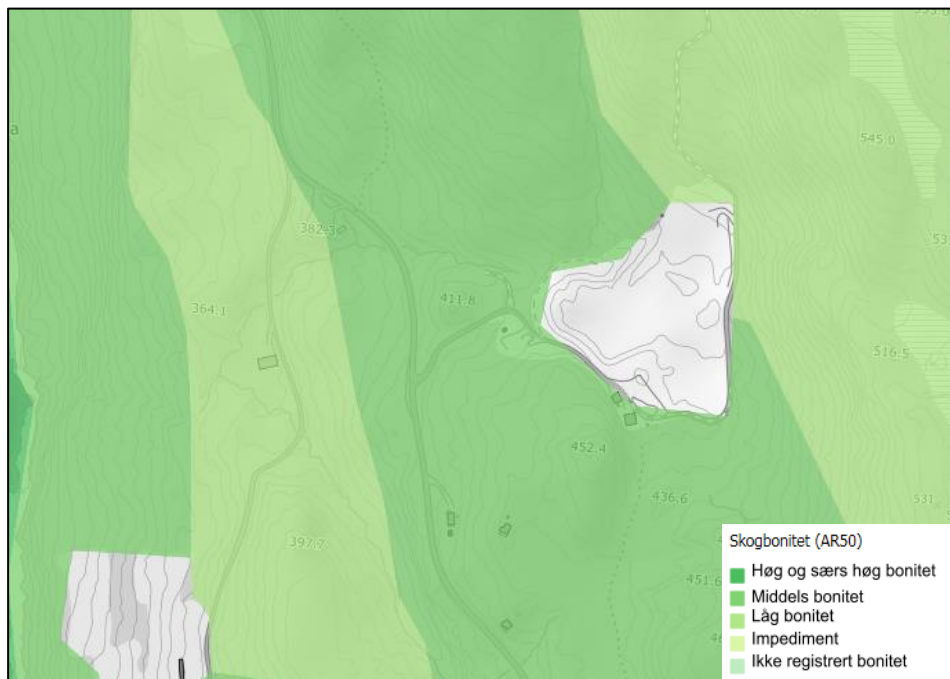 545.0
a
382.3
411.8
364.1
516.5
452.4
436.6
531
397.7
451.6
Skogbonitet (AR50)
Høg og særs høg bonitet
Middels bonitet
Låg bonitet
Impediment
Ikke registrert bonitet